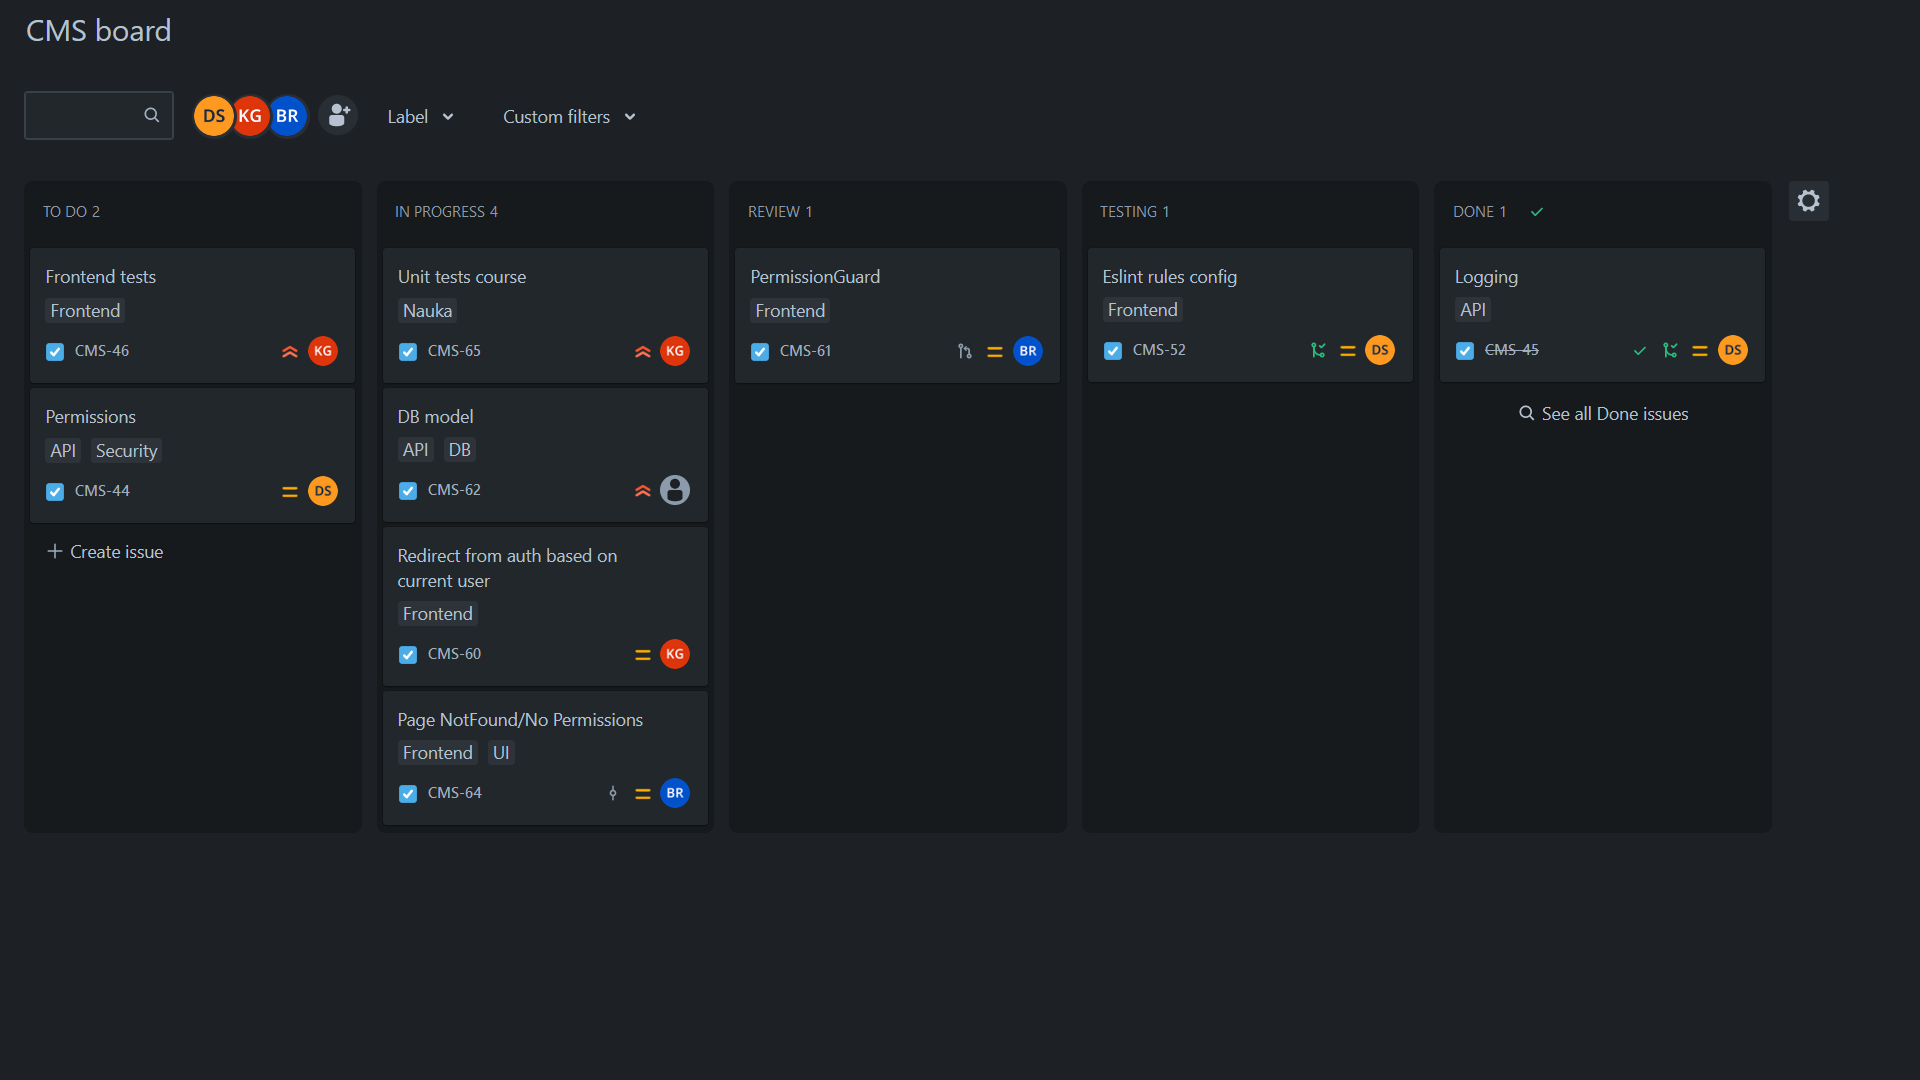 CMS board
DS KG BR Label Custom filters
TO DO 2
Frontend tests
Frontend
CMS-46 KG
Permissions
API Security
CMS-44 DS
Create issue
IN PROGRESS 4
Unit tests course
Nauka
CMS-65 KG
DB model
API DB
CMS-62
Redirect from auth based on
current user
Frontend
CMS-60 KG
Page NotFound/No Permissions
Frontend UI
CMS-64 BR
REVIEW 1
PermissionGuard
Frontend
CMS-61 BR
TESTING 1
Eslint rules config
Frontend
CMS-52 DS
DONE 1
Logging
API
CMS-45 DS
See all Done issues